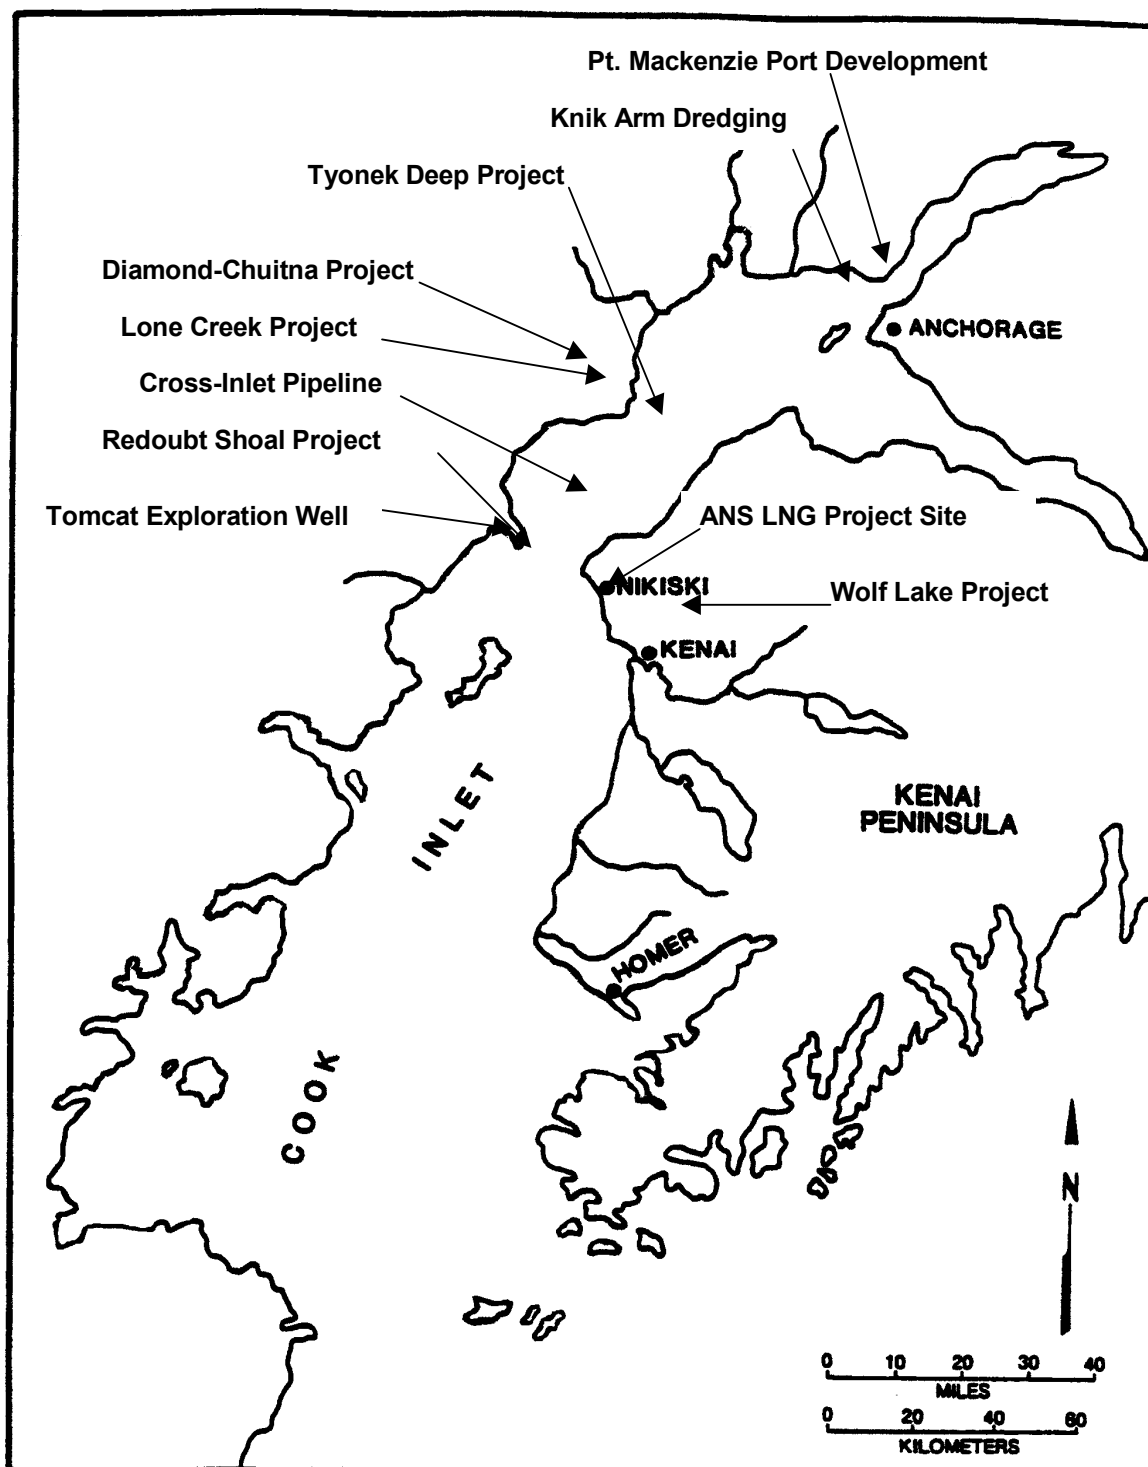 Pt. Mackenzie Port Development
Knik Arm Dredging
Tyonek Deep Project
Diamond-Chuitna Project
Lone Creek Project
ANCHORAGE
Cross-Inlet Pipeline
Redoubt Shoal Project
Tomcat Exploration Well
ANS LNG Project Site
NIKISKI
Wolf Lake Project
KENAI
KENAI
PENINSULA
INLET
HOMER
COOK
N
0 10 20 30 40
MILES
0 20 40 60
KILOMETERS